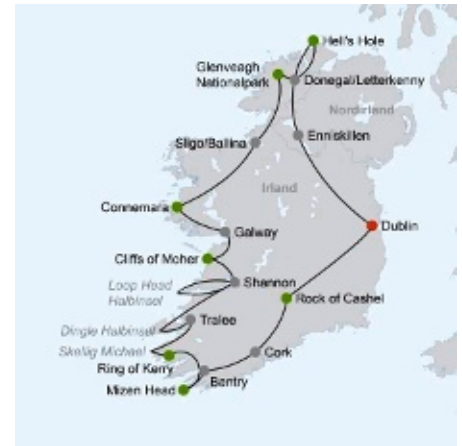 Hell's Hole
Glenveagh
Nationalpark
Donegal/Letterkenny
Nordirland
Enniskillen
Sligo/Ballina
Irland
Connemara
Galway
Dublin
Cliffs of Moher
Loop Head
Halbinsel
Shannon
Rock of Cashel
Tralee
Dingle Halbinsel
Skellig Michael
Ring of Kerry
Cork
Bantry
Mizen Head